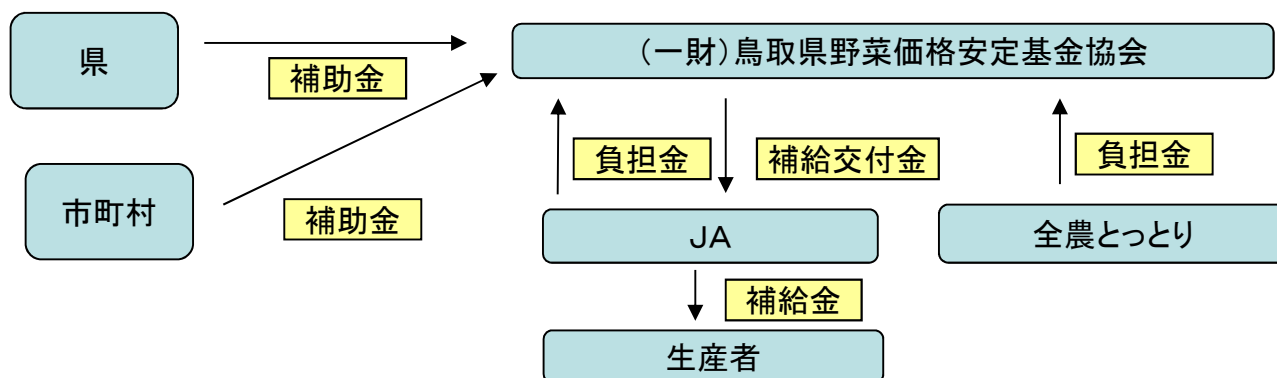 県
(一財)鳥取県野菜価格安定基金協会
補助金
負担金
補給交付金
負担金
市町村
補助金
JA
全農とっとり
補給金
生産者